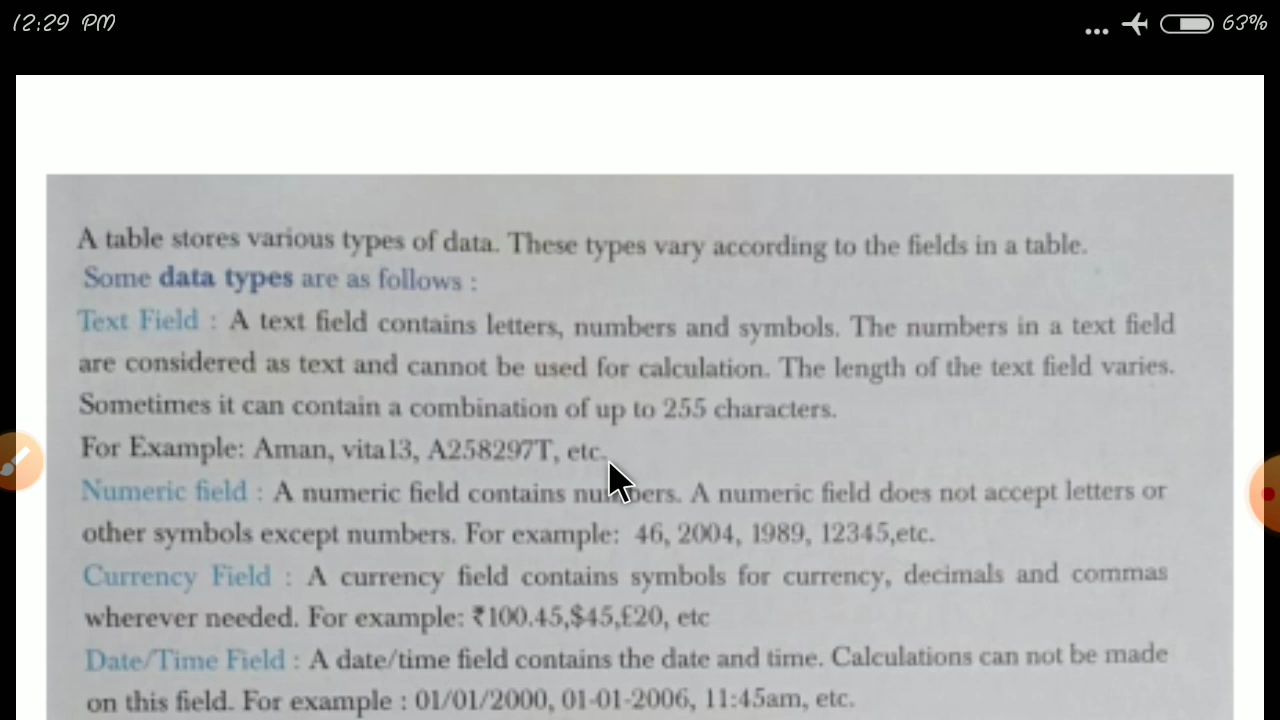 12:29 PM
63%
A table stores various types of data. These types vary according to the fields in a table.
Some data types are as follows :
Text Field : A text field contains letters, numbers and symbols. The numbers in a text field
are considered as text and cannot be used for calculation. The length of the text field varies.
Sometimes it can contain a combination of up to 255 characters.
For Example: Aman, vita13, A258297T, etc.
Numeric field : A numeric field contains numbers. A numeric field does not accept letters or
other symbols except numbers. For example: 46, 2004, 1989, 12345,etc.
Currency Field : A currency field contains symbols for currency, decimals and commas
wherever needed. For example: ₹100.45,$45,£20, etc
Date/Time Field : A date/time field contains the date and time. Calculations can not be made
on this field. For example : 01/01/2000, 01-01-2006, 11:45am, etc.